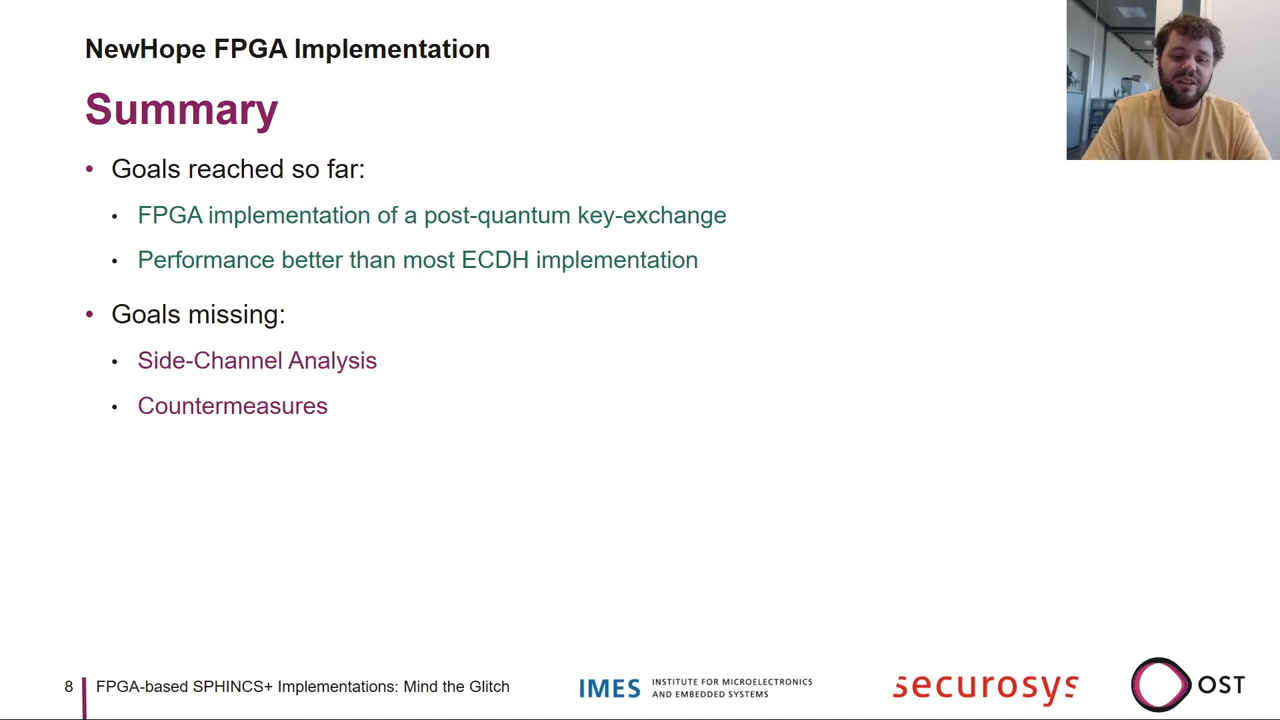 NewHope FPGA Implementation
Summary
• Goals reached so far:
• FPGA implementation of a post-quantum key-exchange
• Performance better than most ECDH implementation
• Goals missing:
• Side-Channel Analysis
• Countermeasures
8 FPGA-based SPHINCS+ Implementations: Mind the Glitch
IMES INSTITUTE FOR MICROELECTRONICS
AND EMBEDDED SYSTEMS
securosys
OST